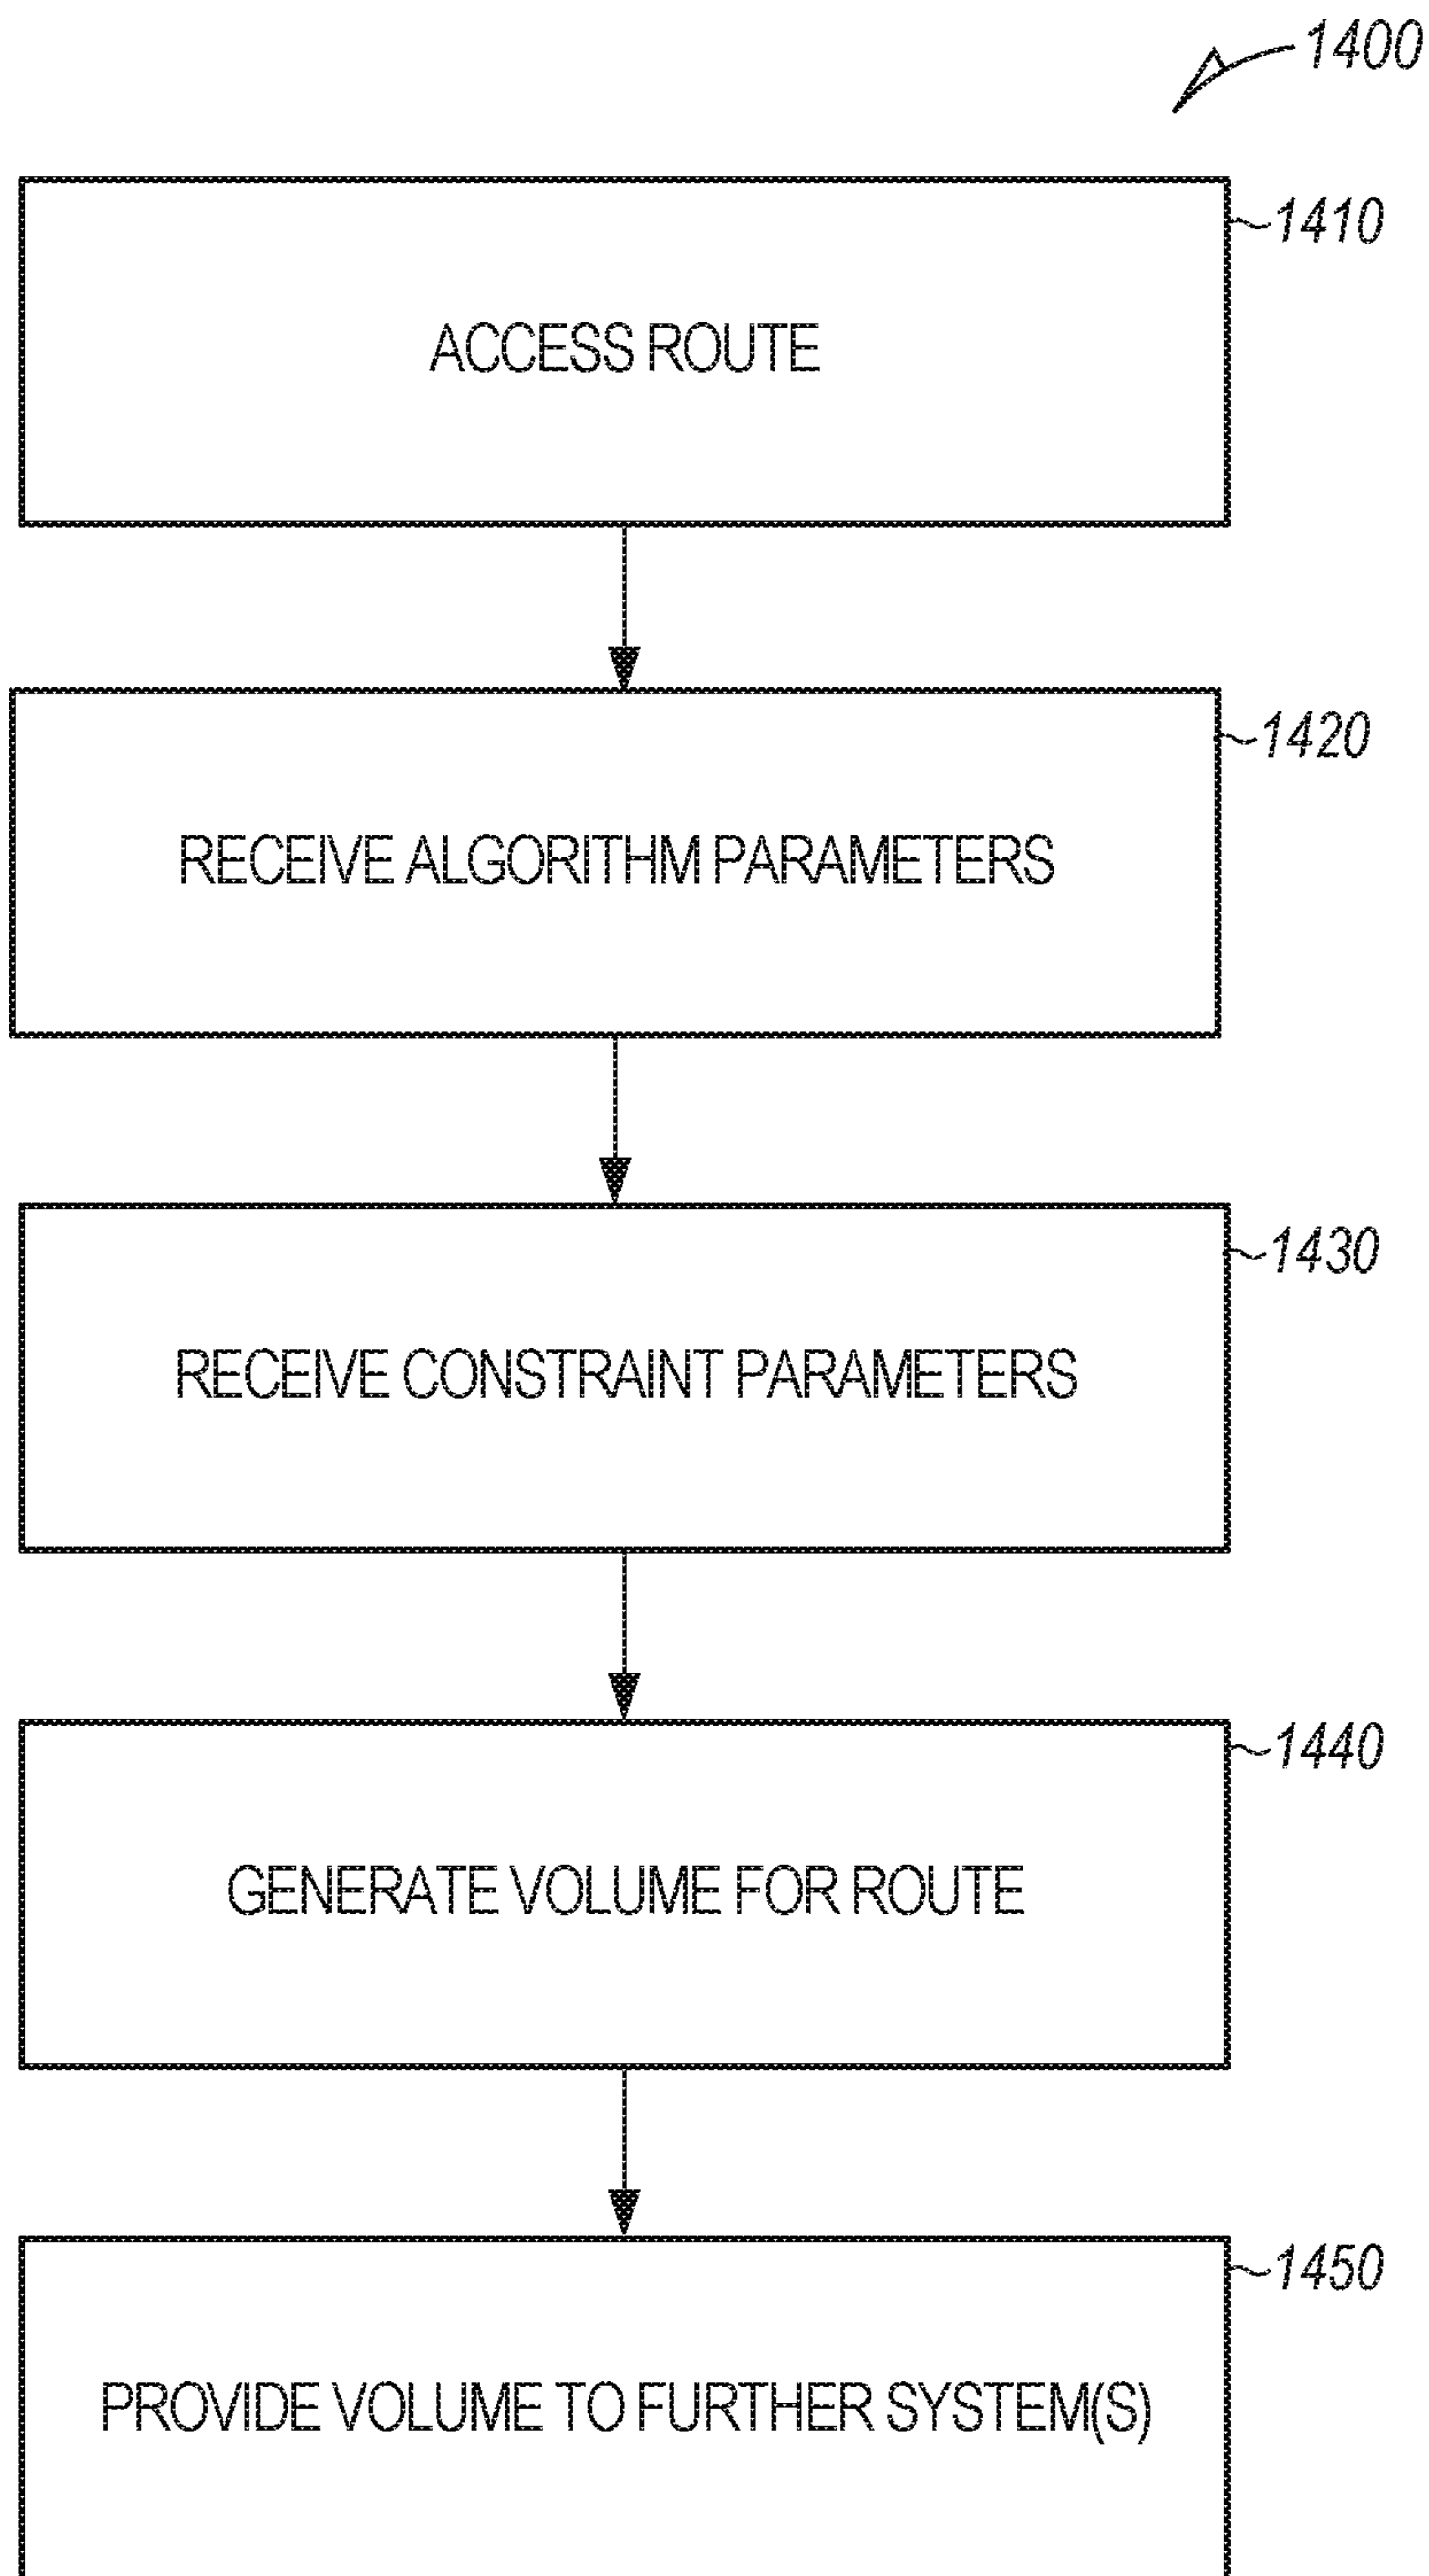 1400
1410
ACCESS ROUTE
1420
RECEIVE ALGORITHM PARAMETERS
1430
RECEIVE CONSTRAINT PARAMETERS
1440
GENERATE VOLUME FOR ROUTE
1450
PROVIDE VOLUME TO FURTHER SYSTEM(S)